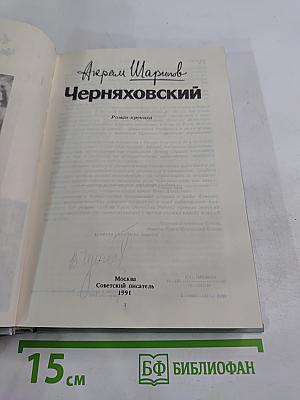 Акрам Шарипов
Черняховский
Роман-хроника
Москва
Советский писатель
1991
15 см
БФ БИБЛИОФАН